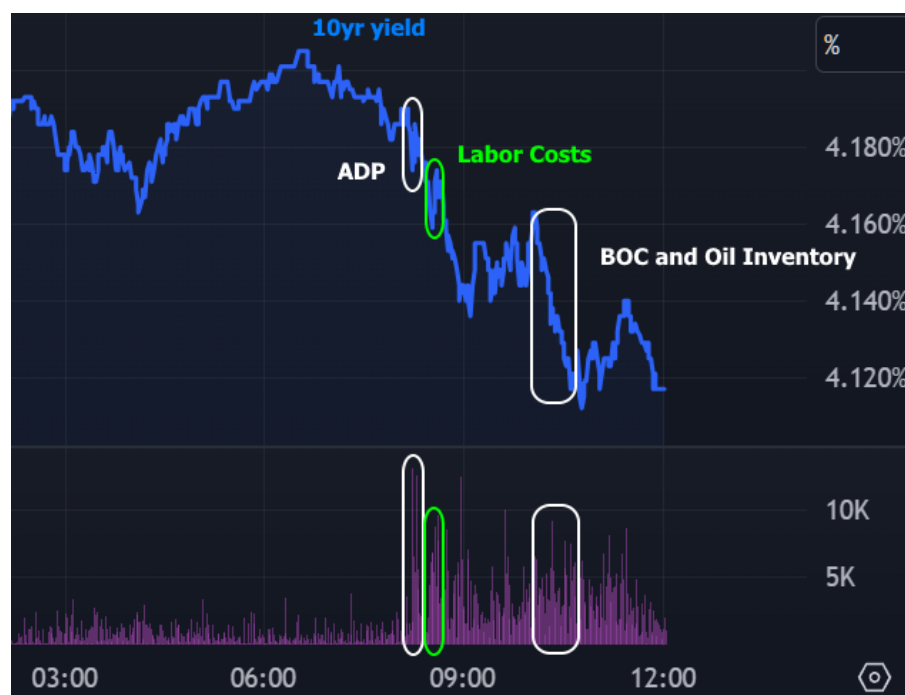 10yr yield
%
4.180%
Labor Costs
ADP
4.160%
BOC and Oil Inventory
4.140%
4.120%
10K
5K
03:00
06:00
09:00
12:00